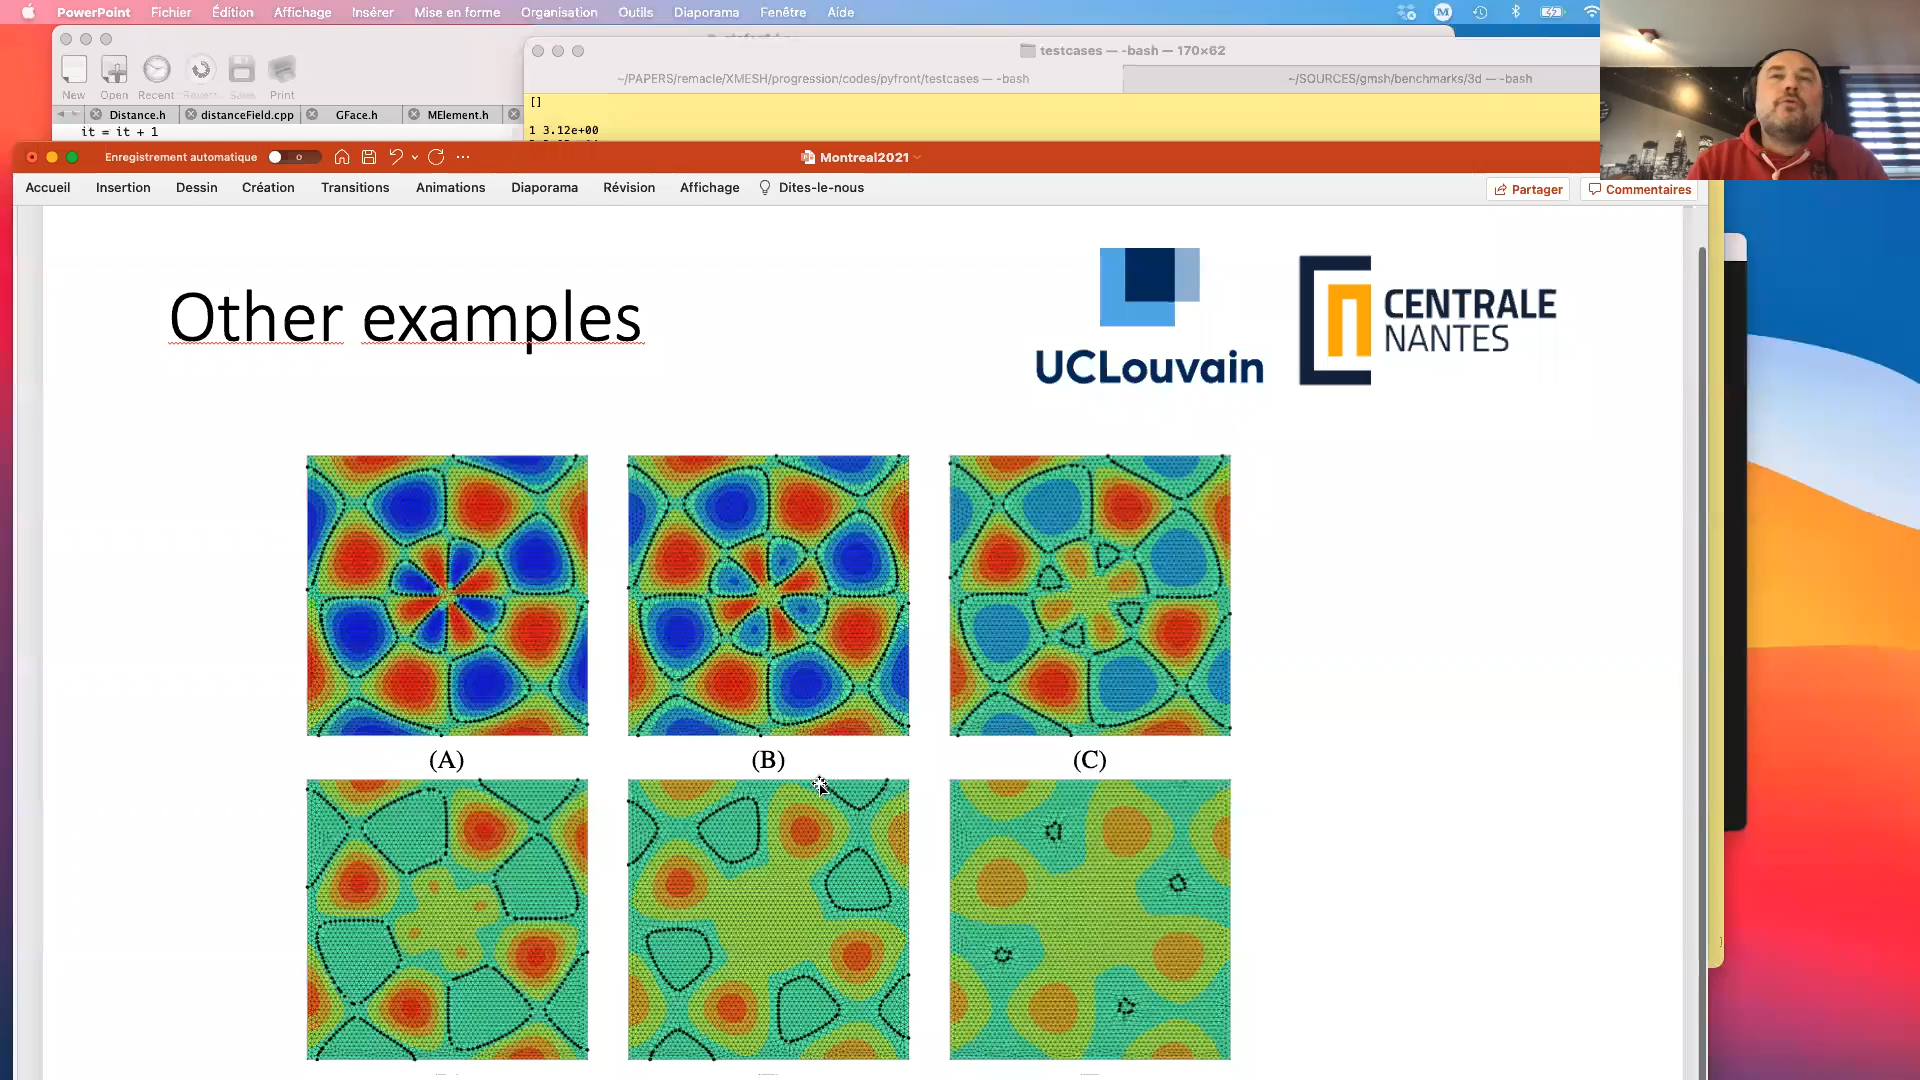 PowerPoint Fichier Édition Affichage Insérer Mise en forme Organisation Outils Diaporama Fenêtre Aide
testcases — -bash — 170×62
~/PAPERS/remacle/XMESH/progression/codes/pyfront/testcases — -bash
~/SOURCES/gmsh/benchmarks/3d — -bash
New Open Recent Revert Save Print
Distance.h distanceField.cpp GFace.h MElement.h
[]
it = it + 1
1 3.12e+00
Enregistrement automatique
Montreal2021
Accueil Insertion Dessin Création Transitions Animations Diaporama Révision Affichage Dites-le-nous
Partager Commentaires
Other examples
UCLouvain
CENTRALE
NANTES
(A) (B) (C)